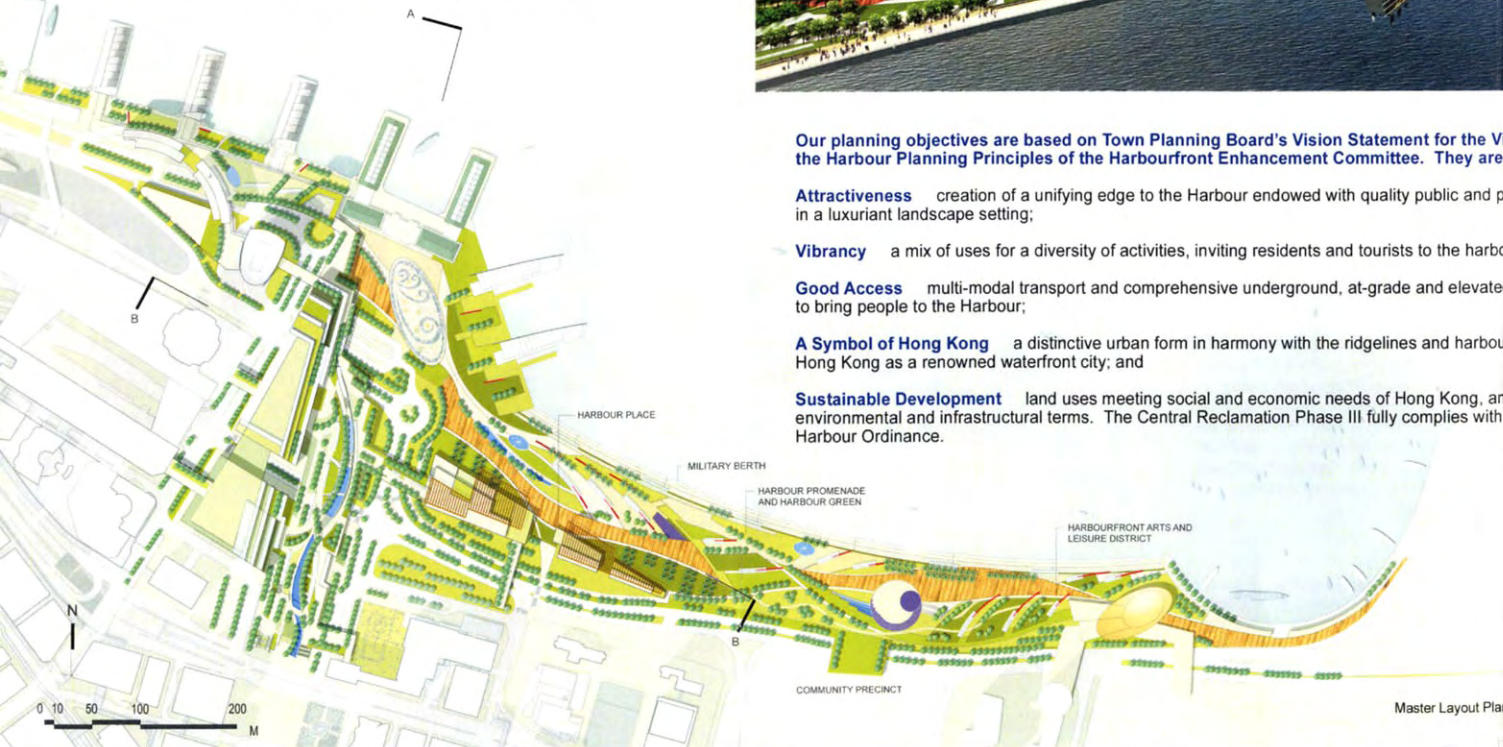 A
Our planning objectives are based on Town Planning Board's Vision Statement for the
the Harbour Planning Principles of the Harbourfront Enhancement Committee. They are
Attractiveness creation of a unifying edge to the Harbour endowed with quality public and
in a luxuriant landscape setting;
Vibrancy a mix of uses for a diversity of activities, inviting residents and tourists to the
Good Access multi-modal transport and comprehensive underground, at-grade and
to bring people to the Harbour;
A Symbol of Hong Kong a distinctive urban form in harmony with the ridgelines and
Hong Kong as a renowned waterfront city; and
Sustainable Development land uses meeting social and economic needs of Hong Kong,
environmental and infrastructural terms. The Central Reclamation Phase III fully complies with
Harbour Ordinance.
B
HARBOUR PLACE
MILITARY BERTH
HARBOUR PROMENADE
AND HARBOUR GREEN
HARBOURFRONT ARTS AND
LEISURE DISTRICT
N
B
COMMUNITY PRECINCT
0 10 50 100 200
M
Master Layout